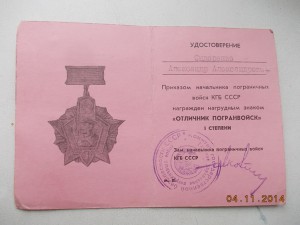 УДОСТОВЕРЕНИЕ
Приказом начальника пограничных
войск КГБ СССР
награжден нагрудным знаком
«ОТЛИЧНИК ПОГРАНВОЙСК»
I СТЕПЕНИ
Зам. начальника пограничных войск
КГБ СССР
04.11.2014